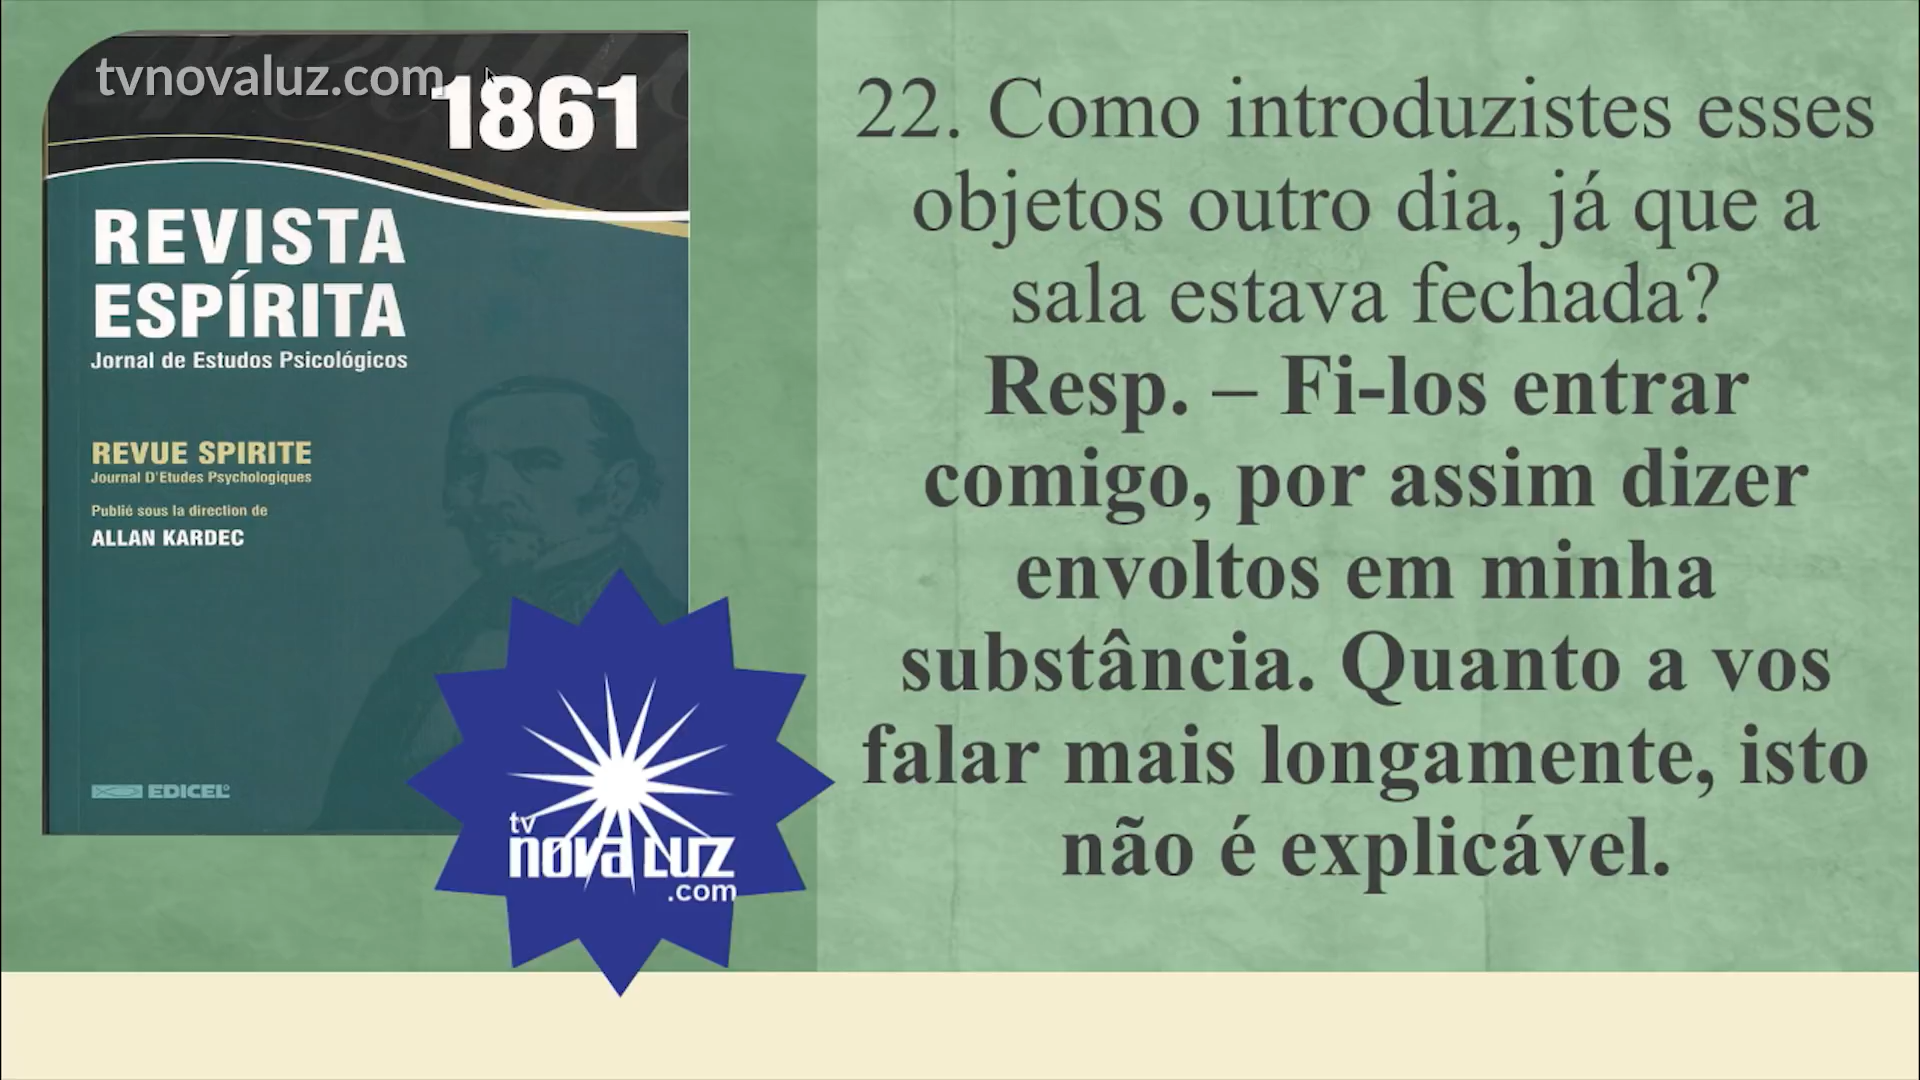 tvnovaluz.com
1861
REVISTA
ESPÍRITA
Jornal de Estudos Psicológicos
REVUE SPIRITE
Journal D'Etudes Psychologiques
Publié sous la direction de
ALLAN KARDEC
EDICEL
tv
nova luz
.com
22. Como introduzistes esses
objetos outro dia, já que a
sala estava fechada?
Resp. – Fi-los entrar
comigo, por assim dizer
envoltos em minha
substância. Quanto a vos
falar mais longamente, isto
não é explicável.